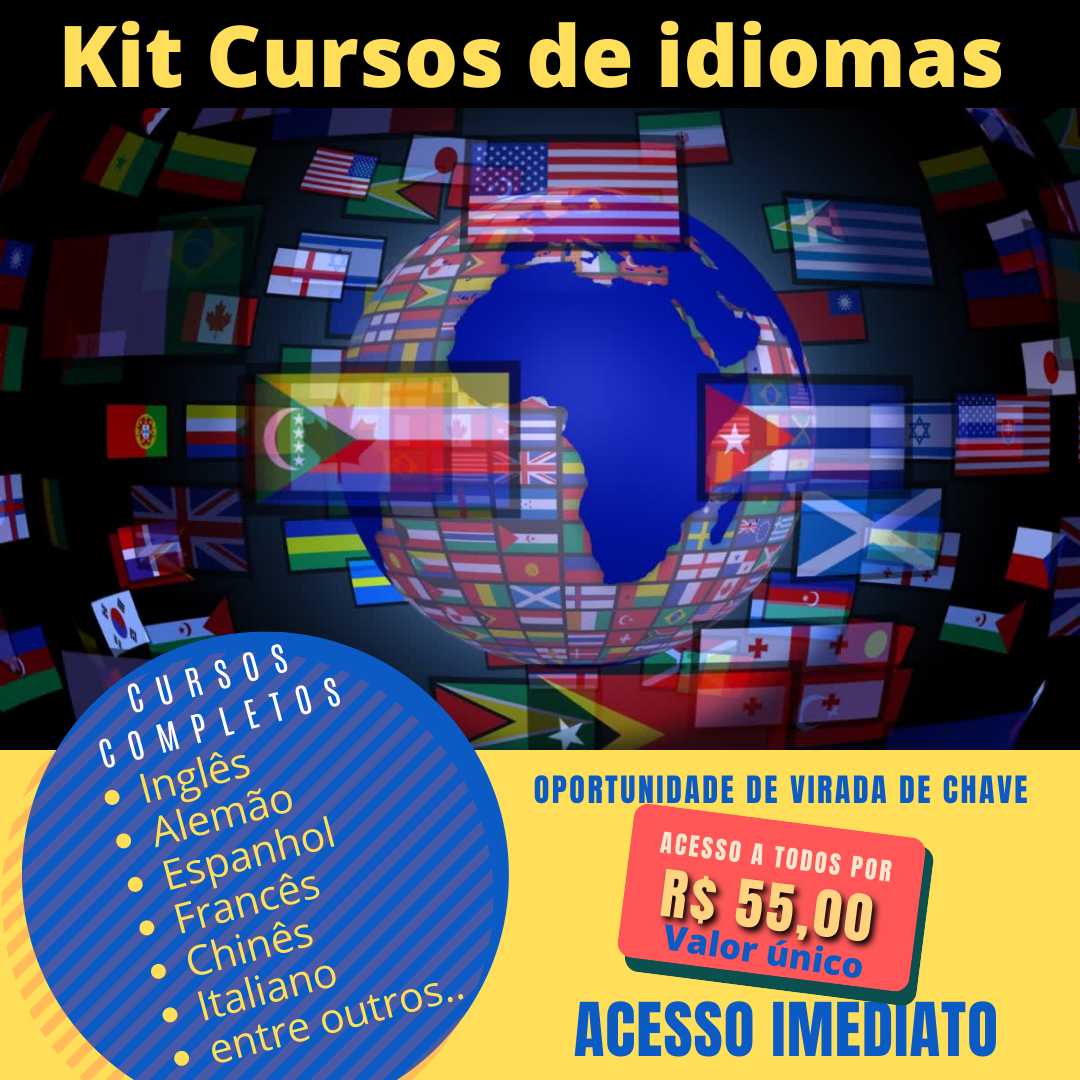 Kit Cursos de idiomas
CURSOS
COMPLETOS
Inglês
Alemão
Espanhol
Francês
Chinês
Italiano
entre outros..
OPORTUNIDADE DE VIRADA DE CHAVE
ACESSO A TODOS POR
R$ 55,00
Valor único
ACESSO IMEDIATO